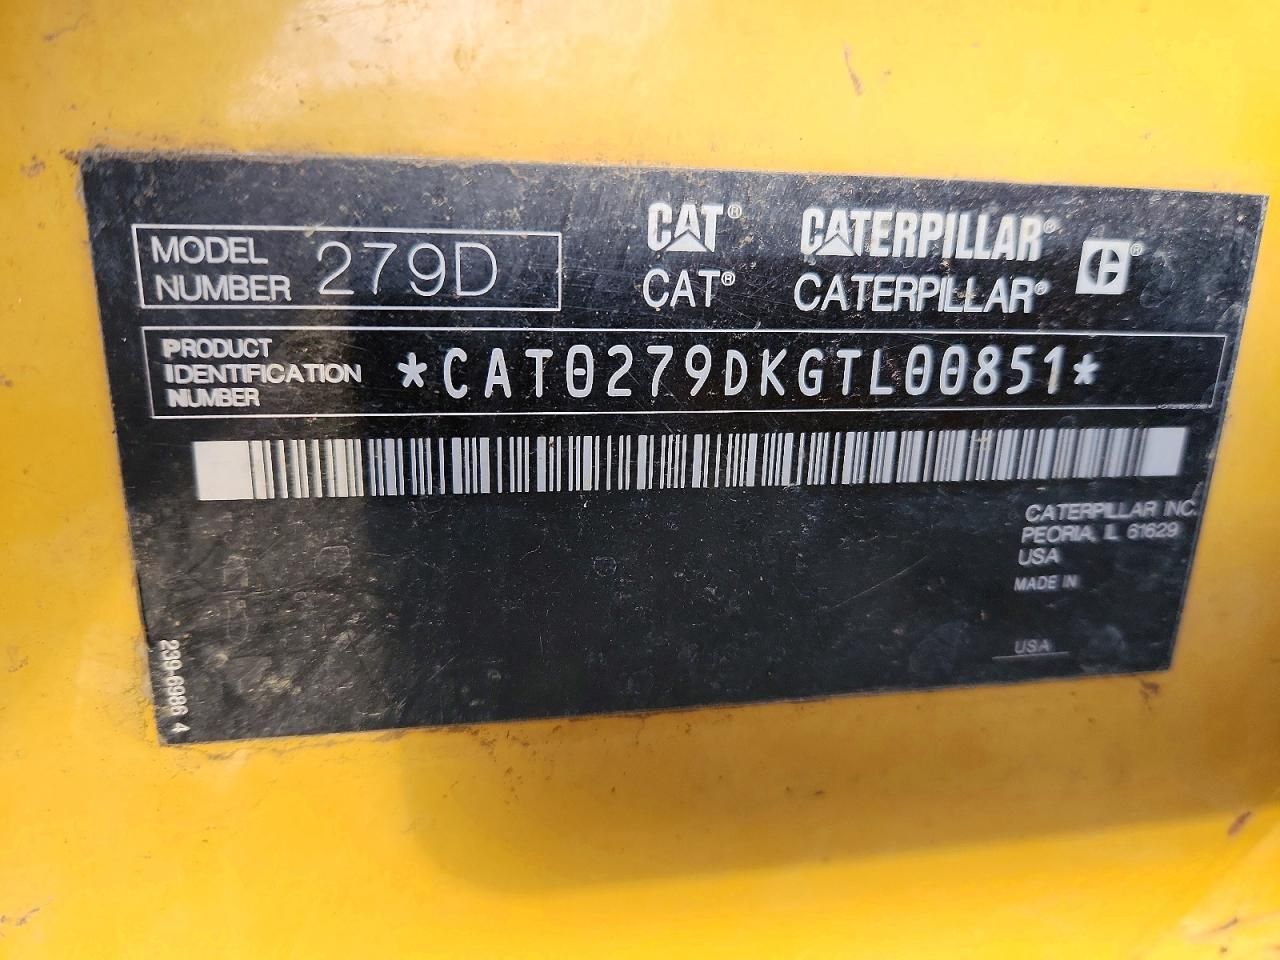 MODEL NUMBER 279D
CAT® CATERPILLAR®
CAT® CATERPILLAR®
PRODUCT
IDENTIFICATION
NUMBER
*CAT0279DKGTL00851*
CATERPILLAR INC.
PEORIA, IL 61629
USA
MADE IN
USA
239-6986 4